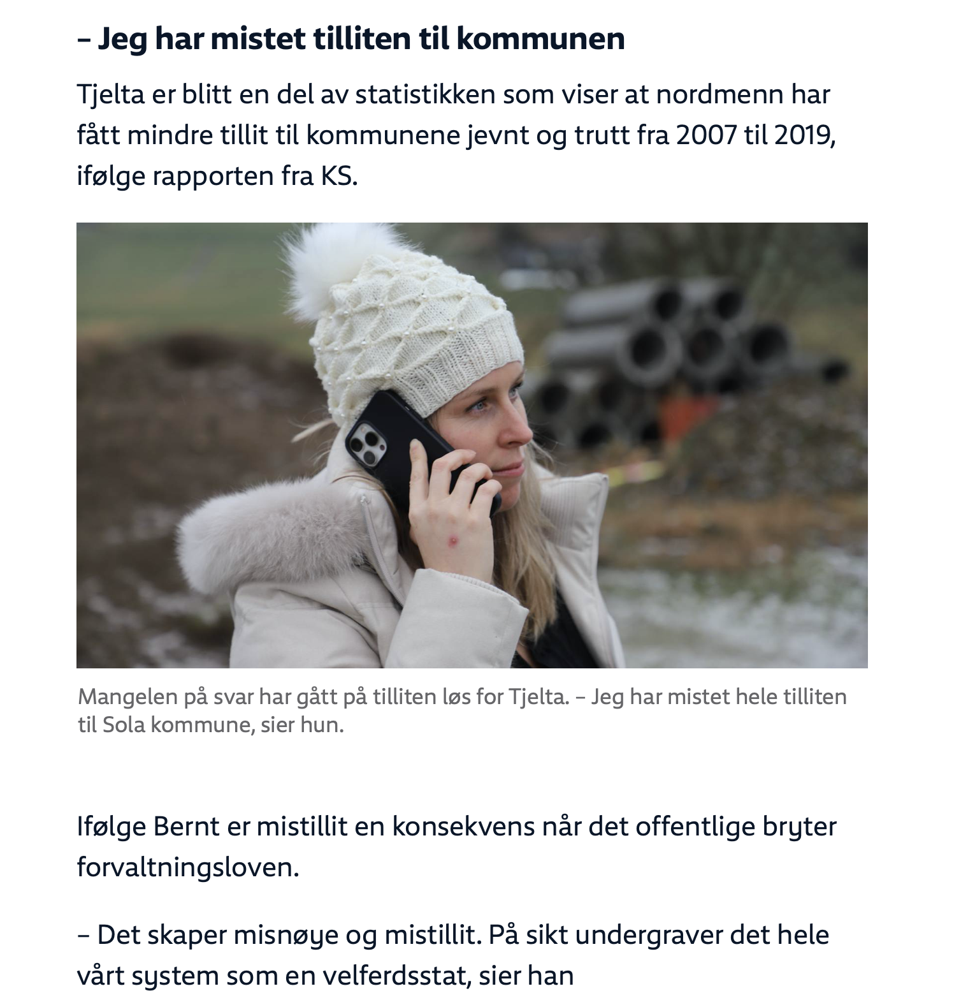 – Jeg har mistet tilliten til kommunen
Tjelta er blitt en del av statistikken som viser at nordmenn har
fått mindre tillit til kommunene jevnt og trutt fra 2007 til 2019,
ifølge rapporten fra KS.
Mangelen på svar har gått på tilliten løs for Tjelta. – Jeg har mistet hele tilliten
til Sola kommune, sier hun.
Ifølge Bernt er mistillit en konsekvens når det offentlige bryter
forvaltningsloven.
– Det skaper misnøye og mistillit. På sikt undergraver det hele
vårt system som en velferdsstat, sier han